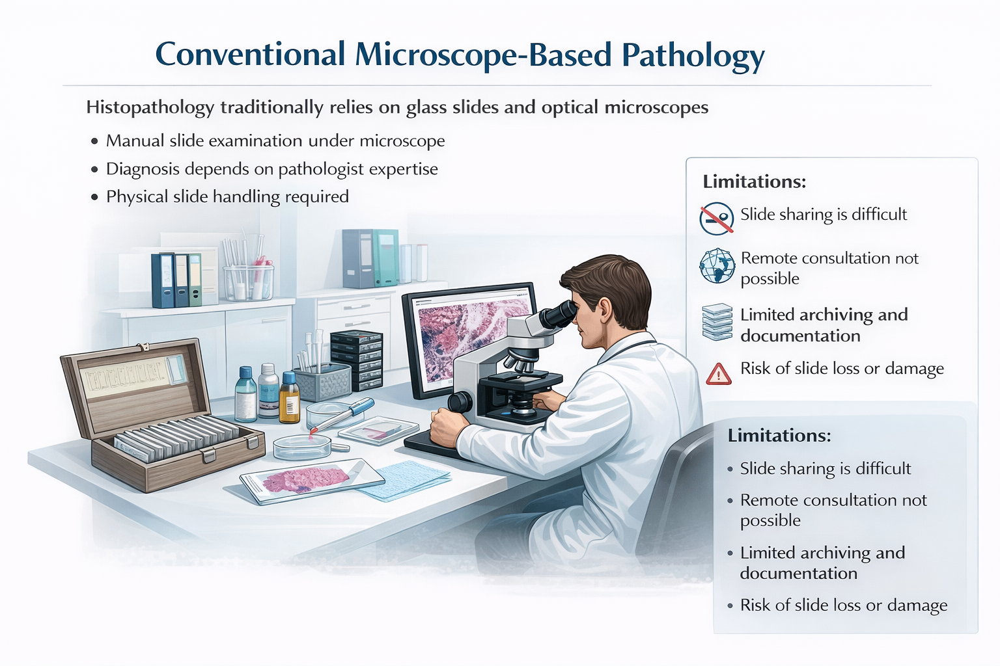 Conventional Microscope-Based Pathology
Histopathology traditionally relies on glass slides and optical microscopes
• Manual slide examination under microscope
• Diagnosis depends on pathologist expertise
• Physical slide handling required
Limitations:
Slide sharing is difficult
Remote consultation not
possible
Limited archiving and
documentation
Risk of slide loss or damage
Limitations:
• Slide sharing is difficult
• Remote consultation not
possible
• Limited archiving and
documentation
• Risk of slide loss or damage